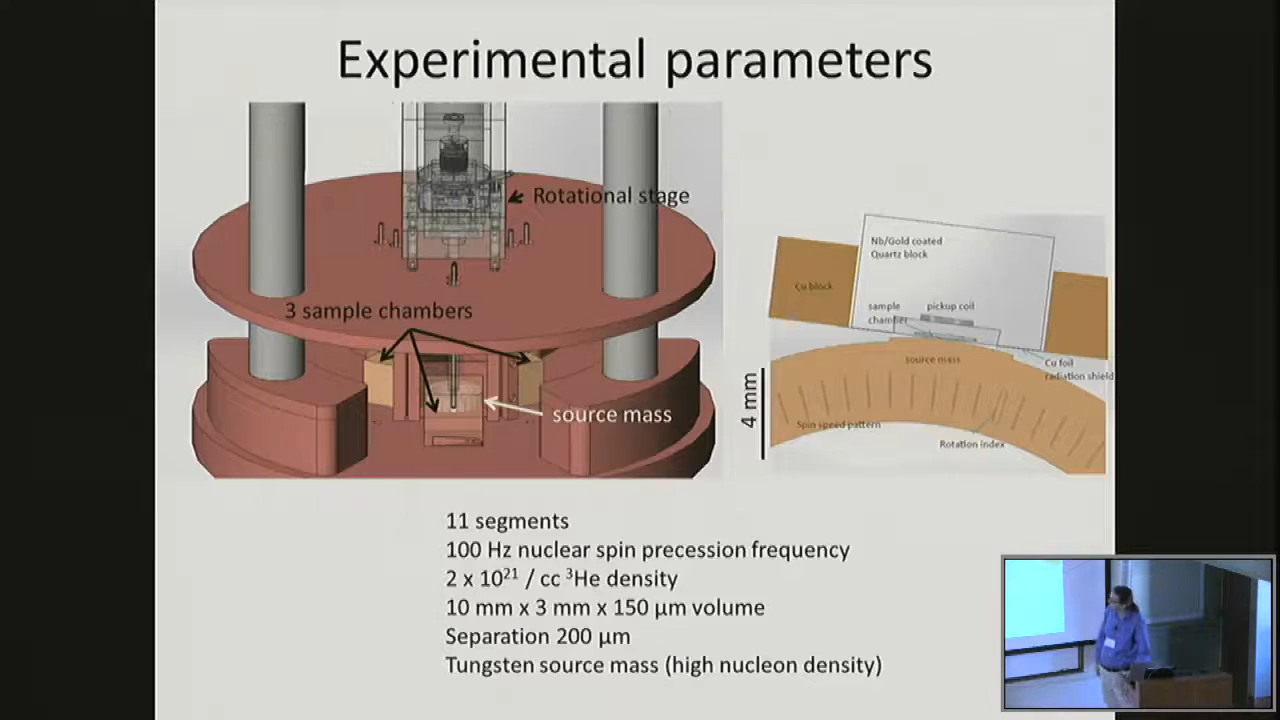 Experimental parameters
Rotational stage
3 sample chambers
source mass
Nb/Gold coated
Quartz block
Cu block
sample
chamber
pickup coil
source mass
Cu foil
radiation shield
4 mm
Spin speed pattern
Rotation index
11 segments
100 Hz nuclear spin precession frequency
2 x 10²¹ / cc ³He density
10 mm x 3 mm x 150 μm volume
Separation 200 μm
Tungsten source mass (high nucleon density)